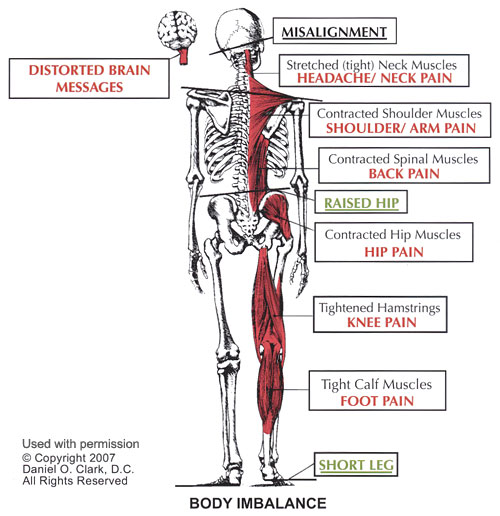 MISALIGNMENT
DISTORTED BRAIN
MESSAGES
Stretched (tight) Neck Muscles
HEADACHE/ NECK PAIN
Contracted Shoulder Muscles
SHOULDER/ ARM PAIN
Contracted Spinal Muscles
BACK PAIN
RAISED HIP
Contracted Hip Muscles
HIP PAIN
Tightened Hamstrings
KNEE PAIN
Tight Calf Muscles
FOOT PAIN
SHORT LEG
Used with permission
© Copyright 2007
Daniel O. Clark, D.C.
All Rights Reserved
BODY IMBALANCE